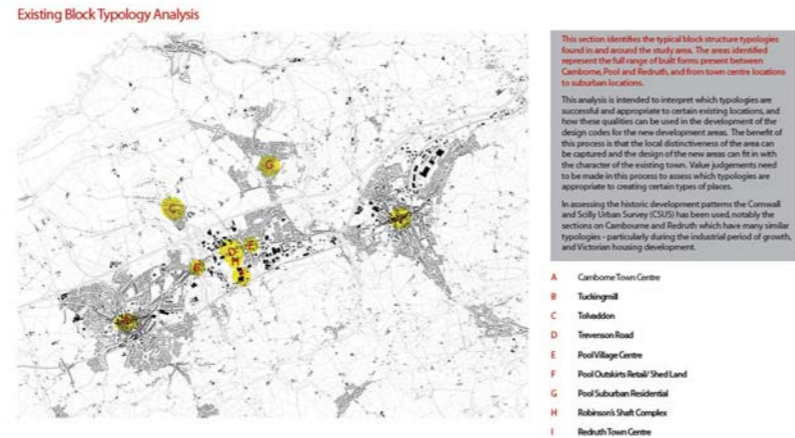 Existing Block Typology Analysis
This section identifies the typical block structure typologies
found in and around the study area. The areas identified
represent the full range of built forms present between
Camborne, Pool and Redruth, and from town centre locations
to suburban locations.
This analysis is intended to interpret which typologies are
successful and appropriate to certain existing locations, and
how these qualities can be used in the development of the
design codes for the new development areas. The benefit of
this process is that the local distinctiveness of the area can
be captured and the design of the new areas can fit in with
the character of the existing town. Value judgements need
to be made in this process to assess which typologies are
appropriate to creating certain types of places.
In assessing the historic development patterns the Cornwall
and Scilly Urban Survey (CSUS) has been used, notably the
sections on Cambourne and Redruth which have many similar
typologies - particularly during the industrial period of growth,
and Victorian housing development.
G
C
E
D
H
B
A Camborne Town Centre
B Tuckingmill
C Tolvaddon
D Trevenson Road
E Pool Village Centre
F Pool Outskirts Retail/ Shed Land
G Pool Suburban Residential
H Robinson's Shaft Complex
I Redruth Town Centre